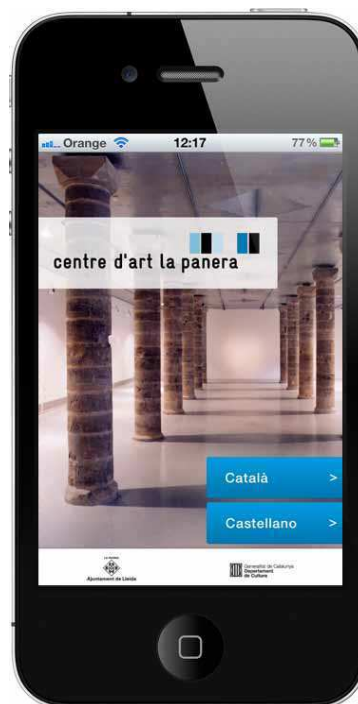 Orange 12:17 77%
centre d'art la panera
Català >
Castellano >
Ajuntament de Lleida
Generalitat de Catalunya
Departament
de Cultura